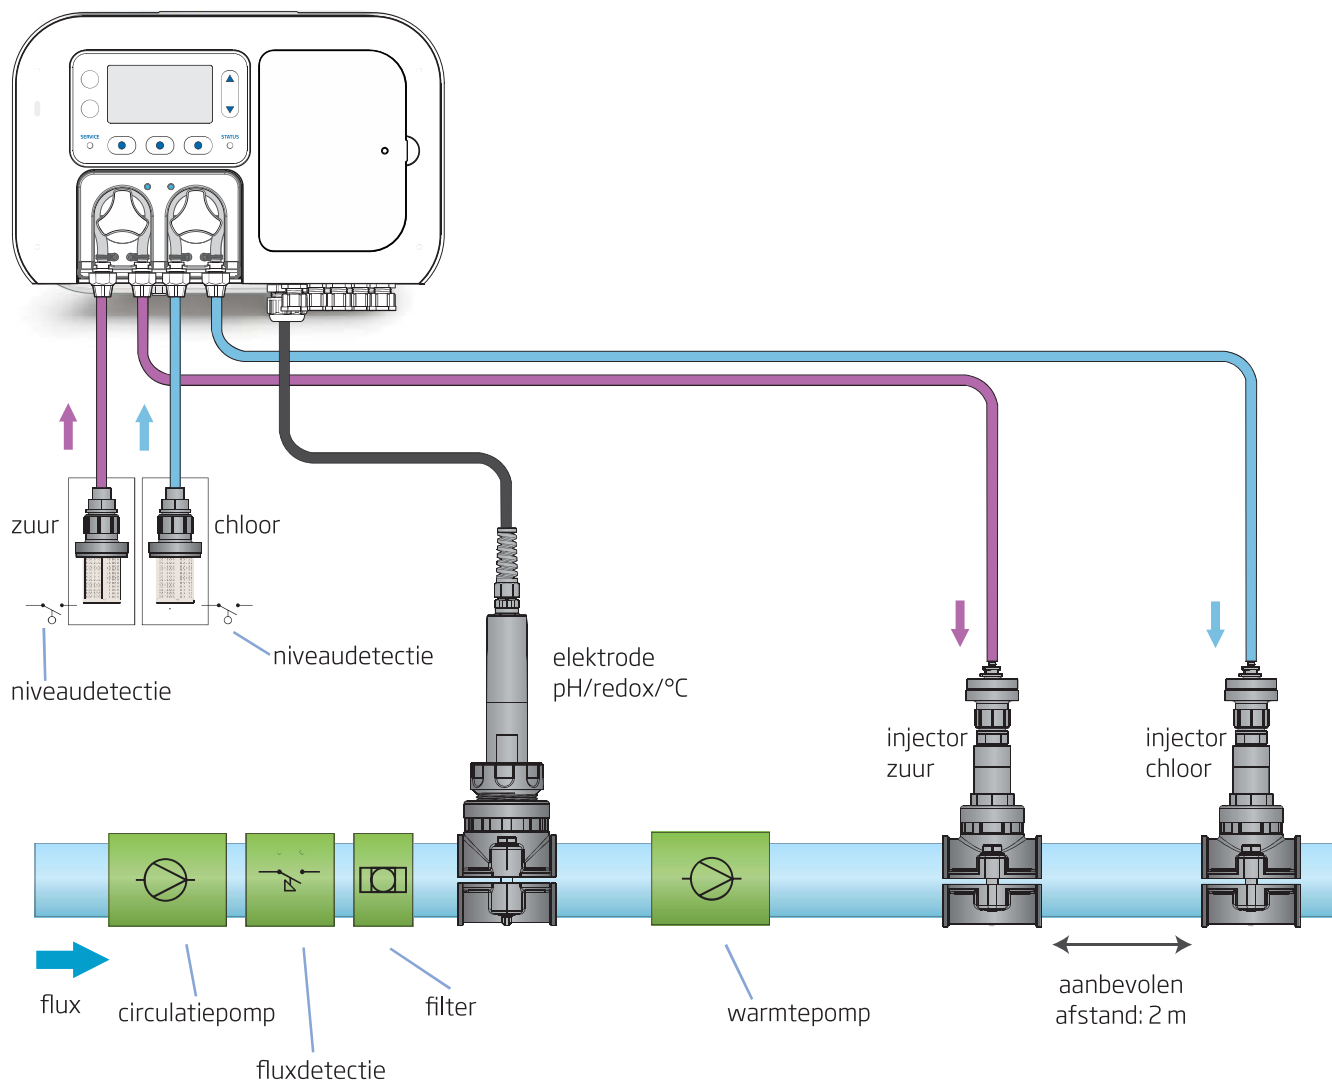 SERVICE
STATUS
zuur
chloor
niveaudetectie
niveaudetectie
elektrode
pH/redox/°C
injector
zuur
injector
chloor
flux
circulatiepomp
fluxdetectie
filter
warmtepomp
aanbevolen
afstand: 2 m